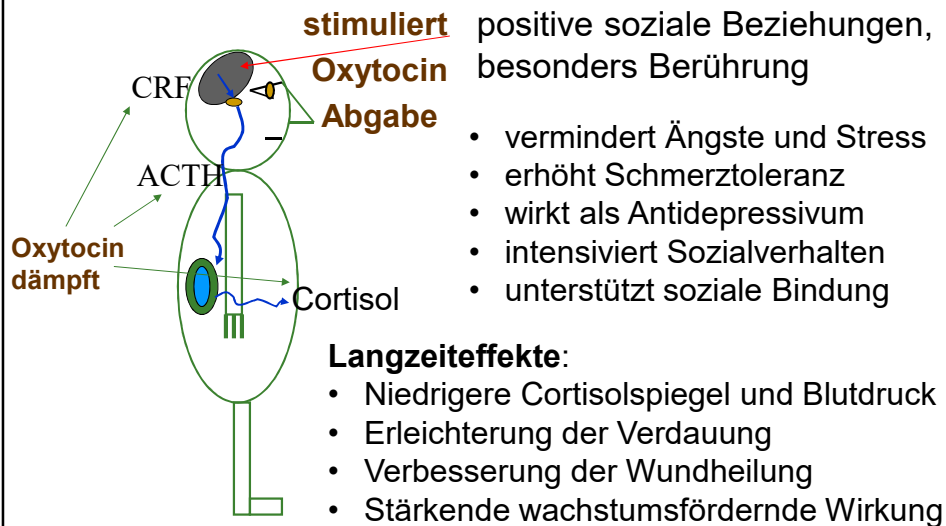 stimuliert
Oxytocin
Abgabe
positive soziale Beziehungen,
besonders Berührung
CRF
ACTH
Oxytocin
dämpft
Cortisol
• vermindert Ängste und Stress
• erhöht Schmerztoleranz
• wirkt als Antidepressivum
• intensiviert Sozialverhalten
• unterstützt soziale Bindung
Langzeiteffekte:
• Niedrigere Cortisolspiegel und Blutdruck
• Erleichterung der Verdauung
• Verbesserung der Wundheilung
• Stärkende wachstumsfördernde Wirkung